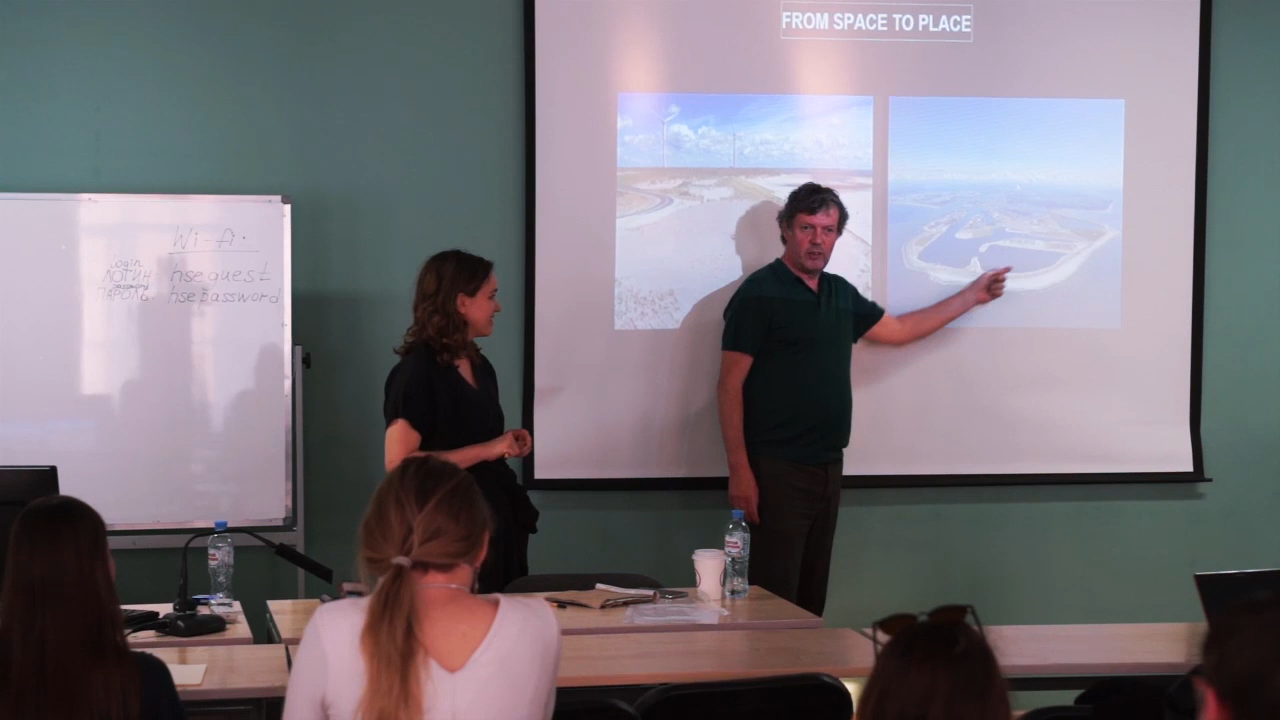 FROM SPACE TO PLACE
Wi-fi
login
ЛОГИН hseguest
password
ПАРОЛЬ hsepassword